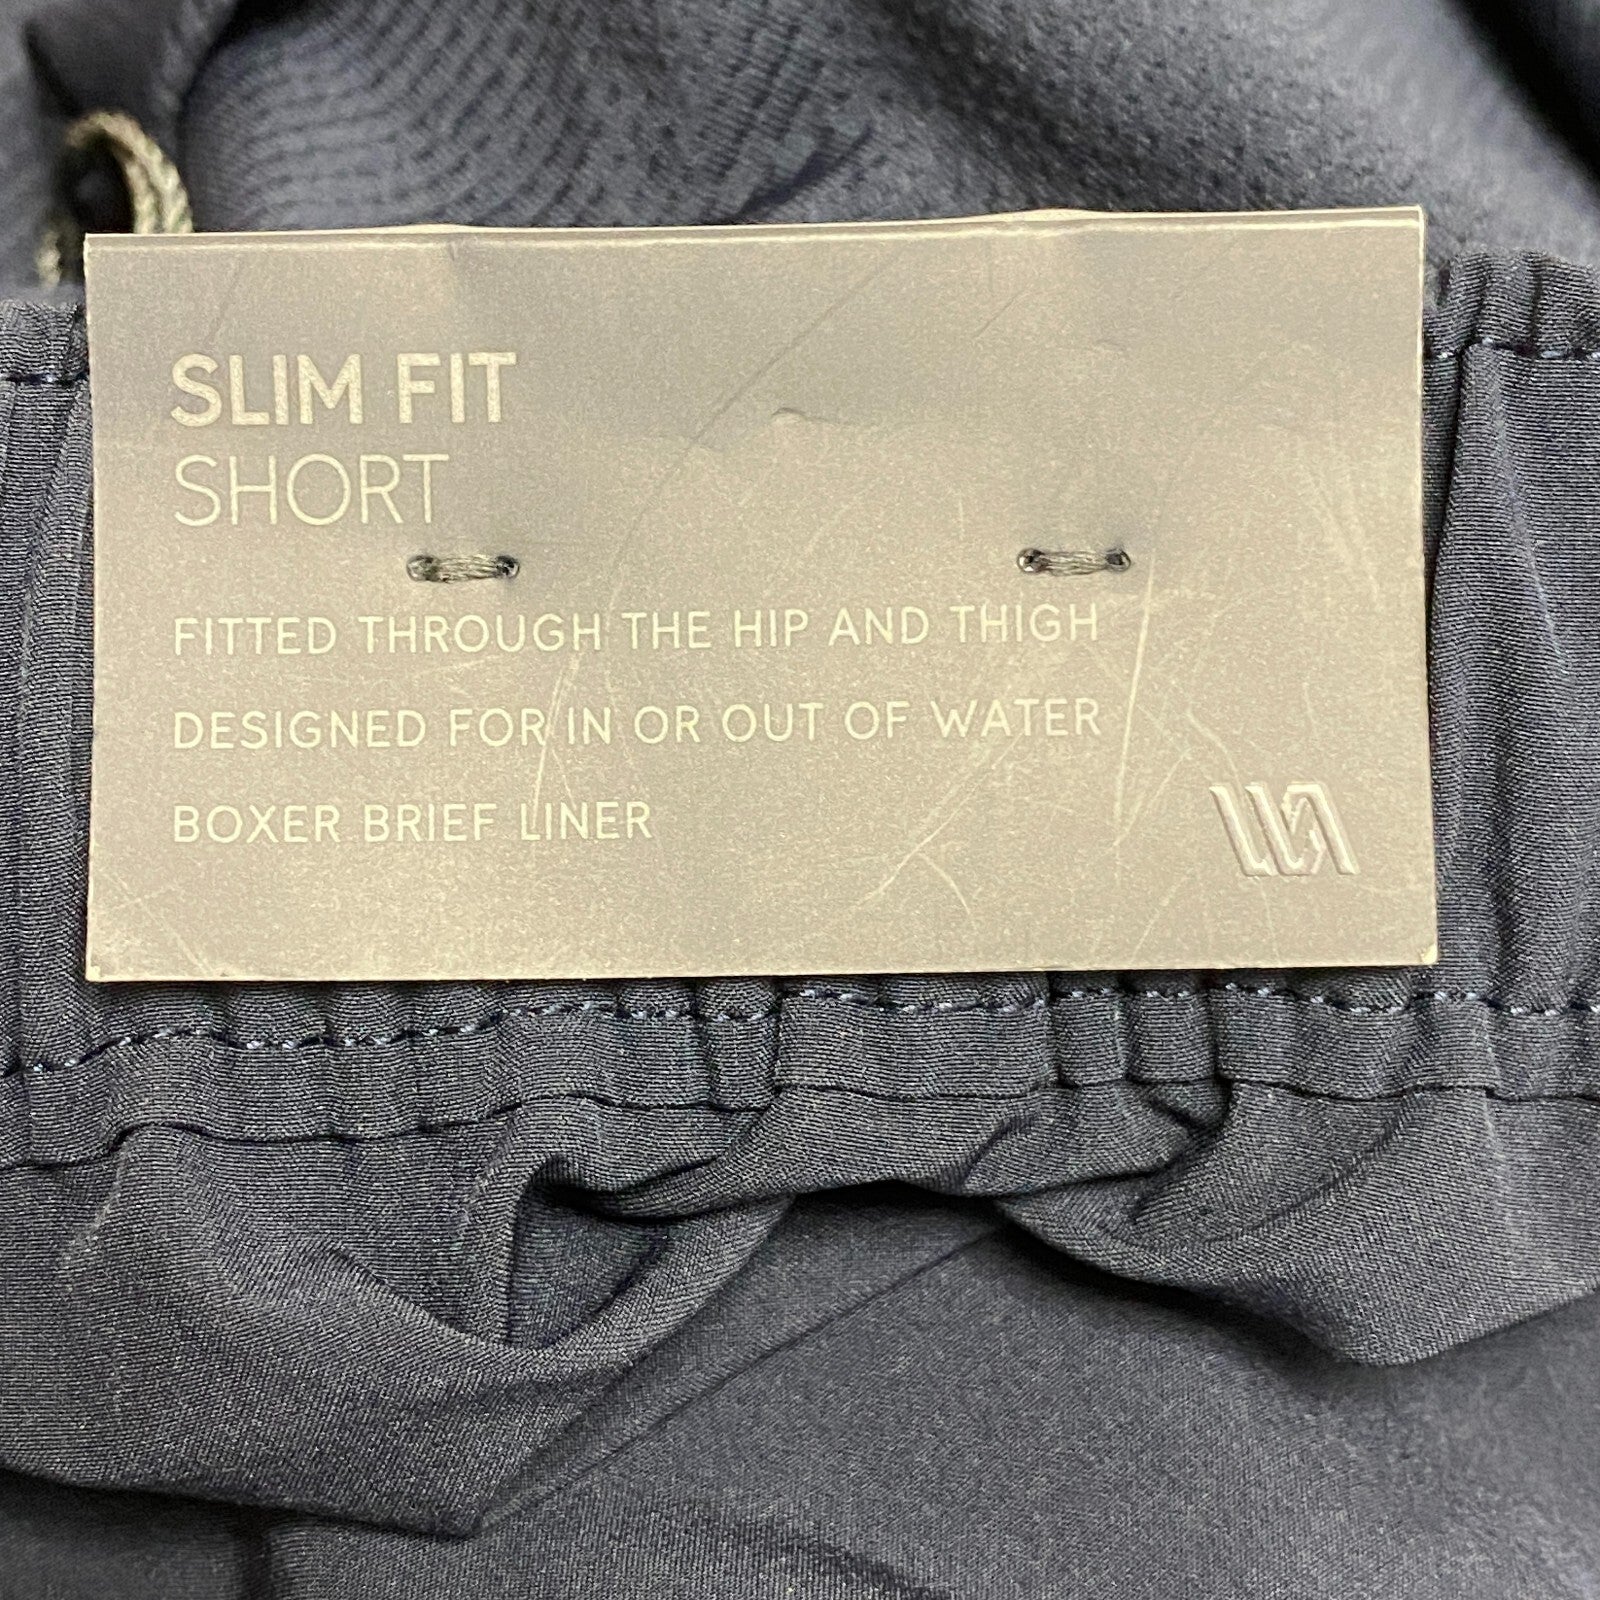 SLIM FIT
SHORT
FITTED THROUGH THE HIP AND THIGH
DESIGNED FOR IN OR OUT OF WATER
BOXER BRIEF LINER